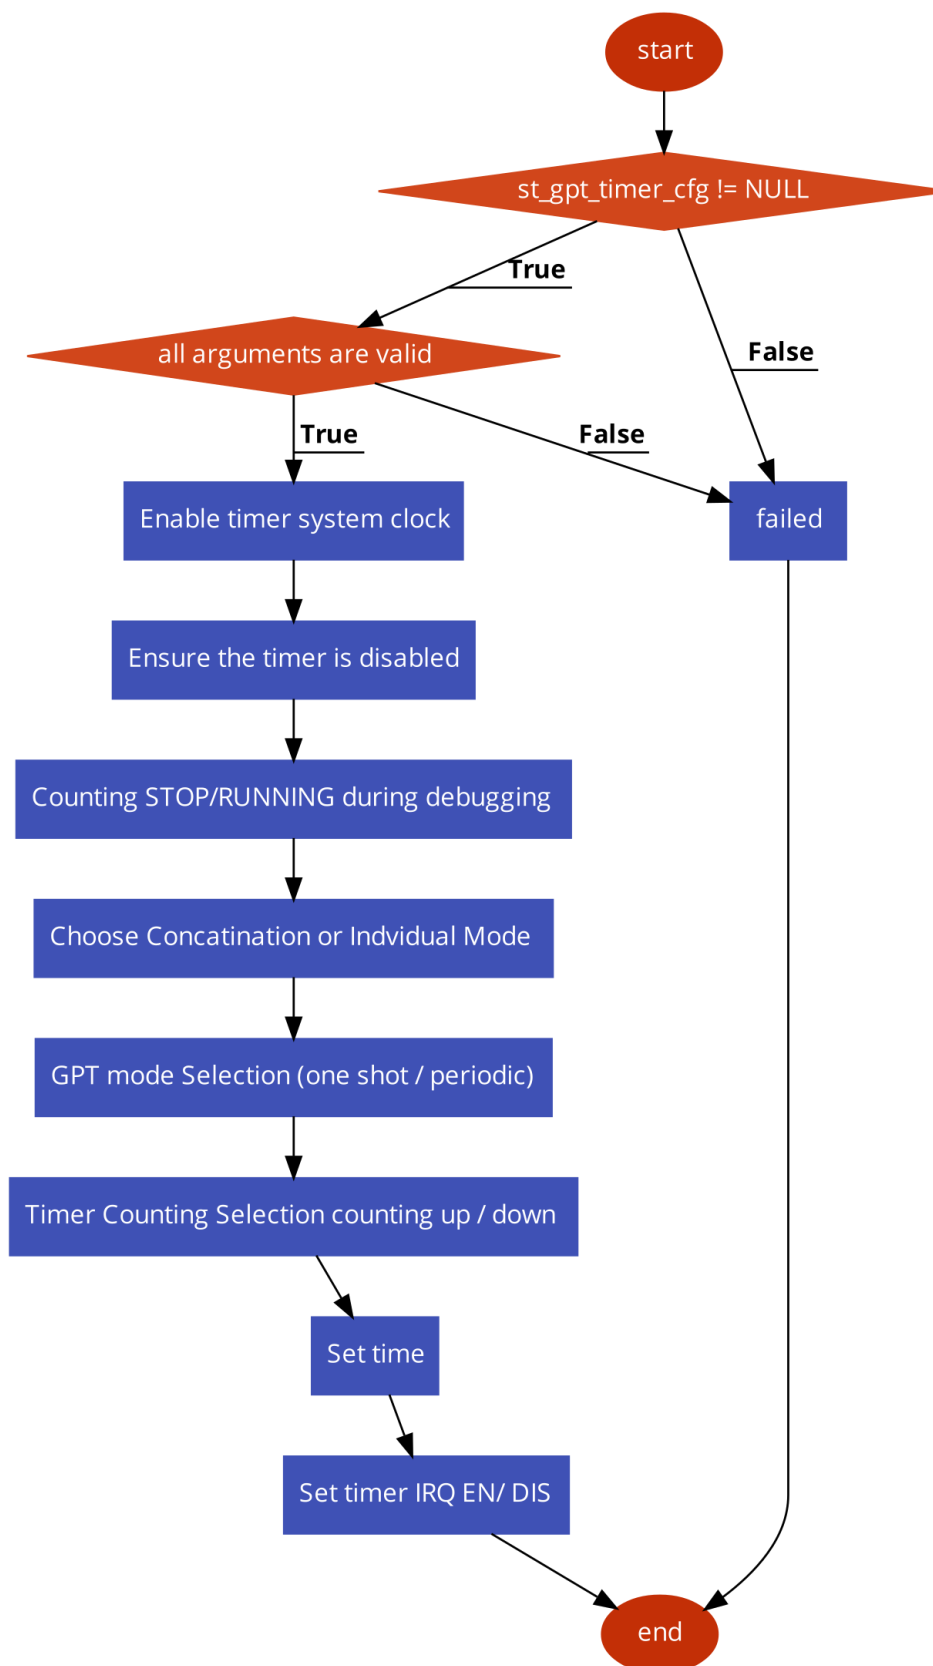 start
st_gpt_timer_cfg != NULL
True
False
all arguments are valid
True
False
Enable timer system clock
failed
Ensure the timer is disabled
Counting STOP/RUNNING during debugging
Choose Concatination or Indvidual Mode
GPT mode Selection (one shot / periodic)
Timer Counting Selection counting up / down
Set time
Set timer IRQ EN/ DIS
end